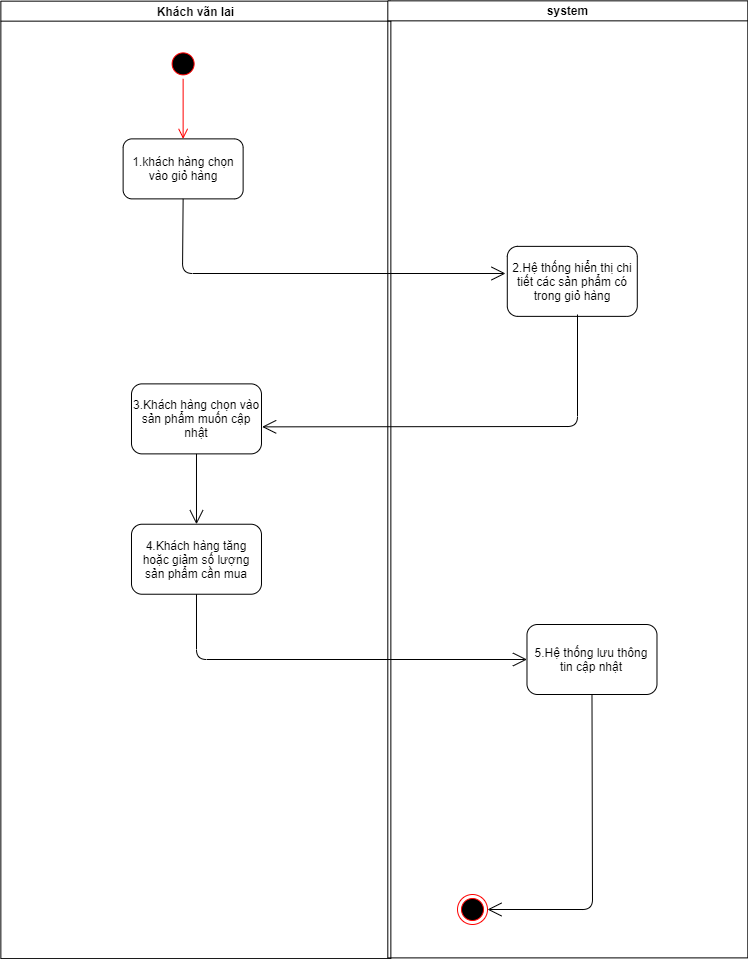 Khách vãn lai
system
1.khách hàng chọn
vào giỏ hàng
2.Hệ thống hiển thị chi
tiết các sản phẩm có
trong giỏ hàng
3.Khách hàng chọn vào
sản phẩm muốn cập
nhật
4.Khách hàng tăng
hoặc giảm số lượng
sản phẩm cần mua
5.Hệ thống lưu thông
tin cập nhật